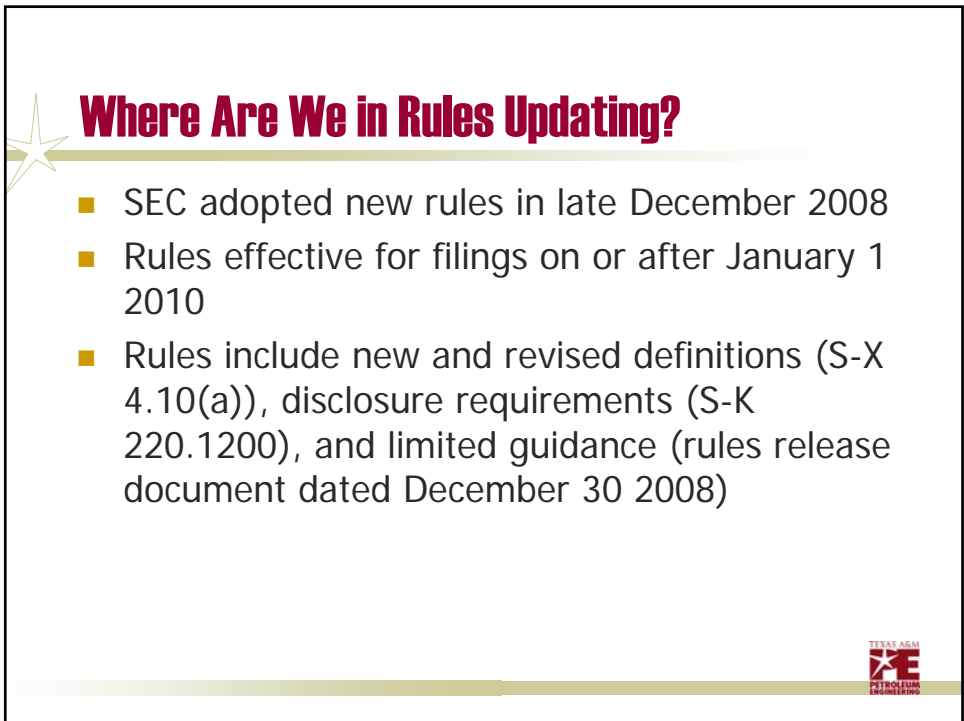 Where Are We in Rules Updating?
■ SEC adopted new rules in late December 2008
■ Rules effective for filings on or after January 1
2010
■ Rules include new and revised definitions (S-X
4.10(a)), disclosure requirements (S-K
220.1200), and limited guidance (rules release
document dated December 30 2008)
TEXAS A&M
PE
PETROLEUM
ENGINEERING